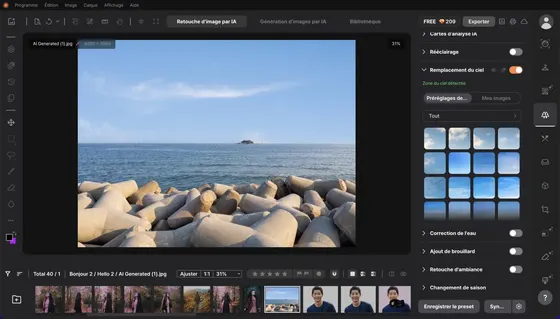 Programme Édition Image Calque Affichage Aide
Retouche d'image par IA Génération d'images par IA Bibliothèque FREE 209 Exporter
AI Generated (1).jpg 31%
Cartes d'analyse IA
Rééclairage
Remplacement du ciel
Zone du ciel détectée
Préréglages de... Mes images
Tout
Correction de l'eau
Ajout de brouillard
Retouche d'ambiance
Changement de saison
Total 40 / 1 Bonjour 2 / Hello 2 / AI Generated (1).jpg Ajuster 1:1 31%
Enregistrer le preset Syn...